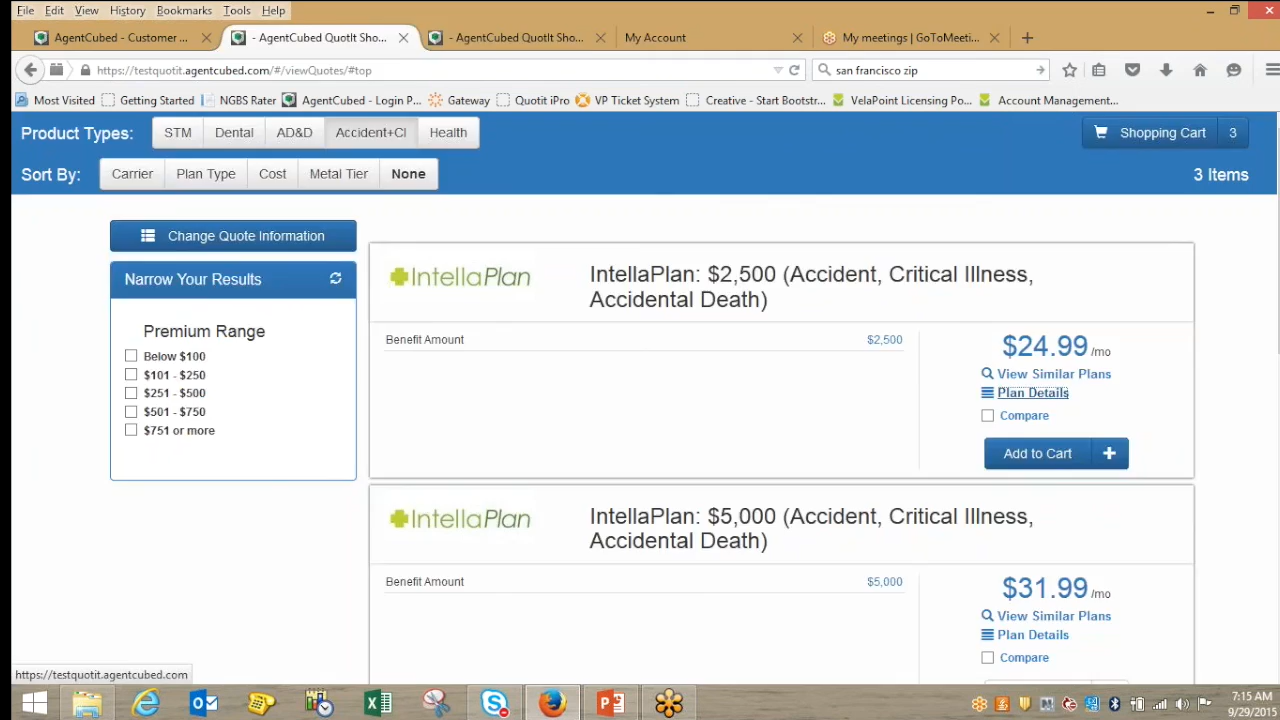 File Edit View History Bookmarks Tools Help
AgentCubed - Customer ... - AgentCubed QuotIt Sho... - AgentCubed QuotIt Sho... My Account My meetings | GoToMeeti...
https://testquotit.agentcubed.com/#/viewQuotes/#top san francisco zip
Most Visited Getting Started NGBS Rater AgentCubed - Login P... Gateway Quotit iPro VP Ticket System Creative - Start Bootstr... VelaPoint Licensing Po... Account Management...
Product Types: STM Dental AD&D Accident+CI Health Shopping Cart 3
Sort By: Carrier Plan Type Cost Metal Tier None 3 Items
Change Quote Information
Narrow Your Results
Premium Range
Below $100
$101 - $250
$251 - $500
$501 - $750
$751 or more
IntellaPlan
IntellaPlan: $2,500 (Accident, Critical Illness,
Accidental Death)
Benefit Amount $2,500
$24.99 /mo
View Similar Plans
Plan Details
Compare
Add to Cart
IntellaPlan
IntellaPlan: $5,000 (Accident, Critical Illness,
Accidental Death)
Benefit Amount $5,000
$31.99 /mo
View Similar Plans
Plan Details
Compare
https://testquotit.agentcubed.com
7:15 AM
9/29/2015